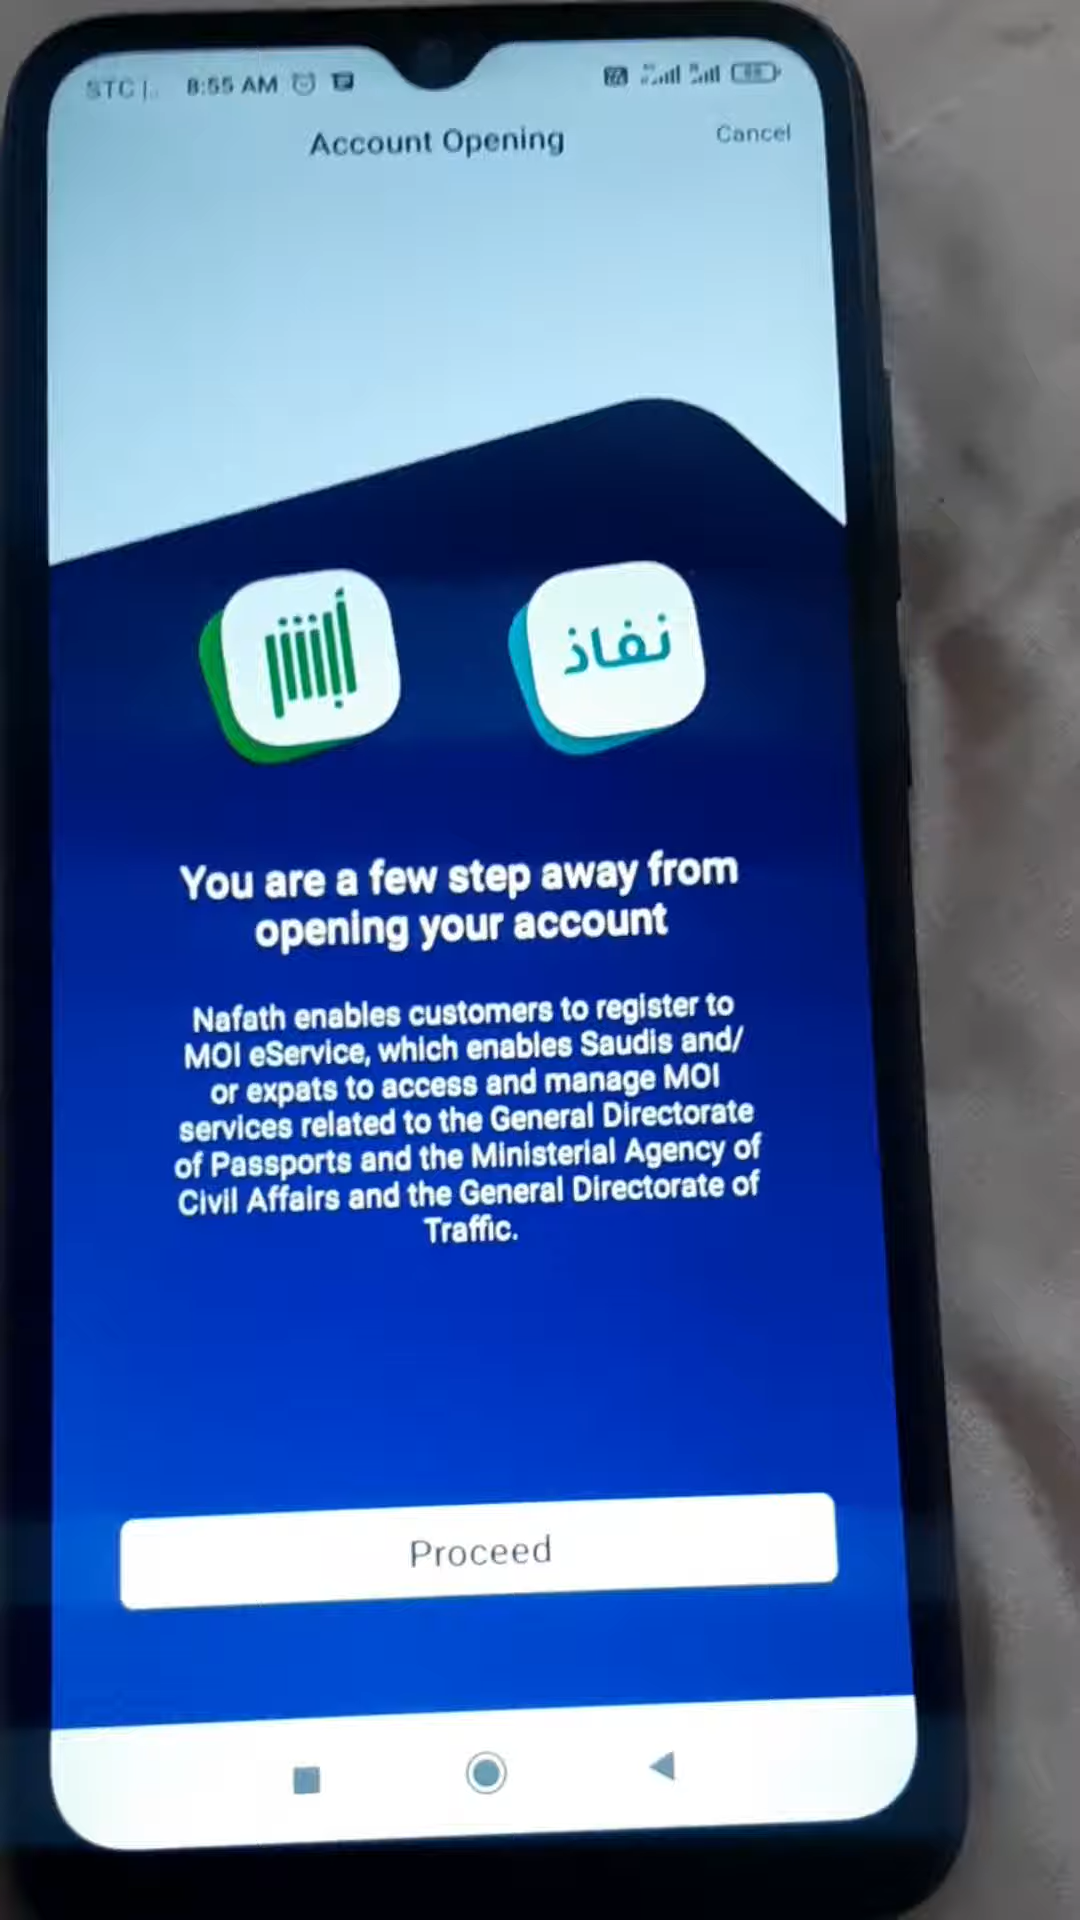 STC
8:55 AM
Account Opening
Cancel
أبشر
نفاذ
You are a few step away from
opening your account
Nafath enables customers to register to
MOI eService, which enables Saudis and/
or expats to access and manage MOI
services related to the General Directorate
of Passports and the Ministerial Agency of
Civil Affairs and the General Directorate of
Traffic.
Proceed